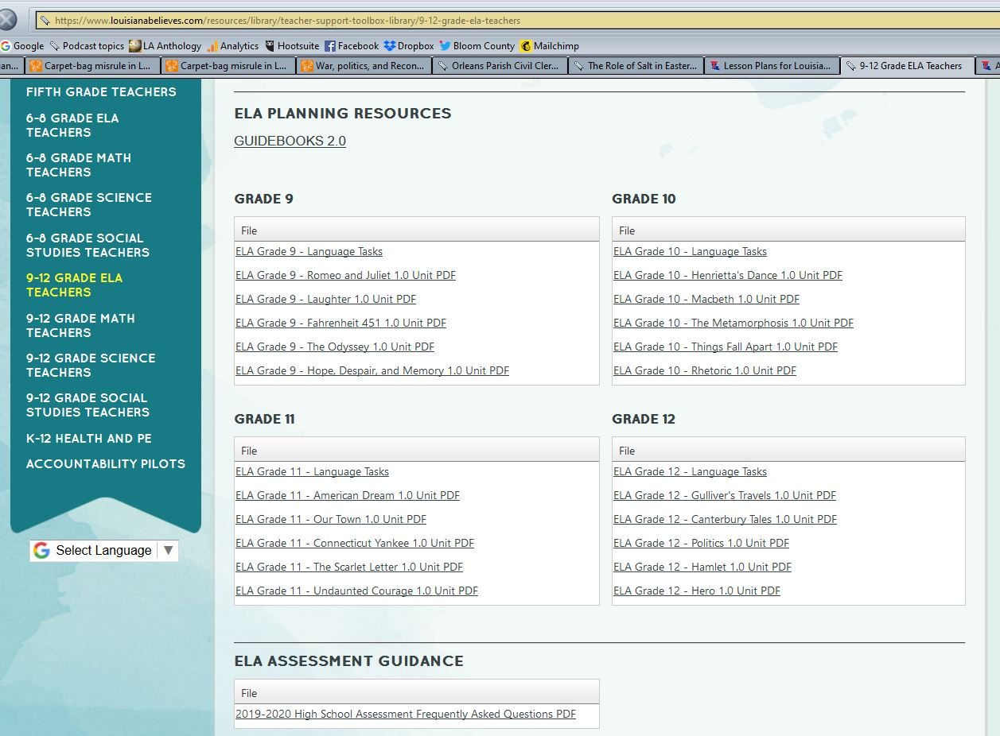 https://www.louisianabelieves.com/resources/library/teacher-support-toolbox-library/9-12-grade-ela-teachers
Google Podcast topics LA Anthology Analytics Hootsuite Facebook Dropbox Bloom County Mailchimp
ian... Carpet-bag misrule in L... Carpet-bag misrule in L... War, politics, and Recon... Orleans Parish Civil Cler... The Role of Salt in Easter... Lesson Plans for Louisia... 9-12 Grade ELA Teachers A
FIFTH GRADE TEACHERS
6-8 GRADE ELA
TEACHERS
6-8 GRADE MATH
TEACHERS
6-8 GRADE SCIENCE
TEACHERS
6-8 GRADE SOCIAL
STUDIES TEACHERS
9-12 GRADE ELA
TEACHERS
9-12 GRADE MATH
TEACHERS
9-12 GRADE SCIENCE
TEACHERS
9-12 GRADE SOCIAL
STUDIES TEACHERS
K-12 HEALTH AND PE
ACCOUNTABILITY PILOTS
Select Language ▼
ELA PLANNING RESOURCES
GUIDEBOOKS 2.0
GRADE 9
File
ELA Grade 9 - Language Tasks
ELA Grade 9 - Romeo and Juliet 1.0 Unit PDF
ELA Grade 9 - Laughter 1.0 Unit PDF
ELA Grade 9 - Fahrenheit 451 1.0 Unit PDF
ELA Grade 9 - The Odyssey 1.0 Unit PDF
ELA Grade 9 - Hope, Despair, and Memory 1.0 Unit PDF
GRADE 10
File
ELA Grade 10 - Language Tasks
ELA Grade 10 - Henrietta's Dance 1.0 Unit PDF
ELA Grade 10 - Macbeth 1.0 Unit PDF
ELA Grade 10 - The Metamorphosis 1.0 Unit PDF
ELA Grade 10 - Things Fall Apart 1.0 Unit PDF
ELA Grade 10 - Rhetoric 1.0 Unit PDF
GRADE 11
File
ELA Grade 11 - Language Tasks
ELA Grade 11 - American Dream 1.0 Unit PDF
ELA Grade 11 - Our Town 1.0 Unit PDF
ELA Grade 11 - Connecticut Yankee 1.0 Unit PDF
ELA Grade 11 - The Scarlet Letter 1.0 Unit PDF
ELA Grade 11 - Undaunted Courage 1.0 Unit PDF
GRADE 12
File
ELA Grade 12 - Language Tasks
ELA Grade 12 - Gulliver's Travels 1.0 Unit PDF
ELA Grade 12 - Canterbury Tales 1.0 Unit PDF
ELA Grade 12 - Politics 1.0 Unit PDF
ELA Grade 12 - Hamlet 1.0 Unit PDF
ELA Grade 12 - Hero 1.0 Unit PDF
ELA ASSESSMENT GUIDANCE
File
2019-2020 High School Assessment Frequently Asked Questions PDF